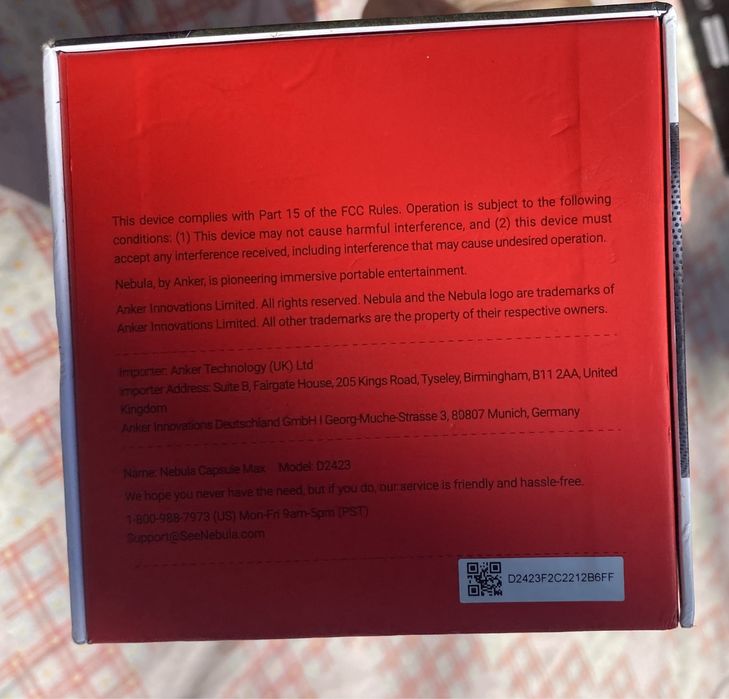 This device complies with Part 15 of the FCC Rules. Operation is subject to the following
conditions: (1) This device may not cause harmful interference, and (2) this device must
accept any interference received, including interference that may cause undesired operation.
Nebula, by Anker, is pioneering immersive portable entertainment.
Anker Innovations Limited. All rights reserved. Nebula and the Nebula logo are trademarks of
Anker Innovations Limited. All other trademarks are the property of their respective owners.
Importer: Anker Technology (UK) Ltd
Importer Address: Suite B, Fairgate House, 205 Kings Road, Tyseley, Birmingham, B11 2AA, United
Kingdom
Anker Innovations Deutschland GmbH I Georg-Muche-Strasse 3, 80807 Munich, Germany
Name: Nebula Capsule Max Model: D2423
We hope you never have the need, but if you do, our service is friendly and hassle-free.
1-800-988-7973 (US) Mon-Fri 9am-5pm (PST)
Support@SeeNebula.com
D2423F2C2212B6FF